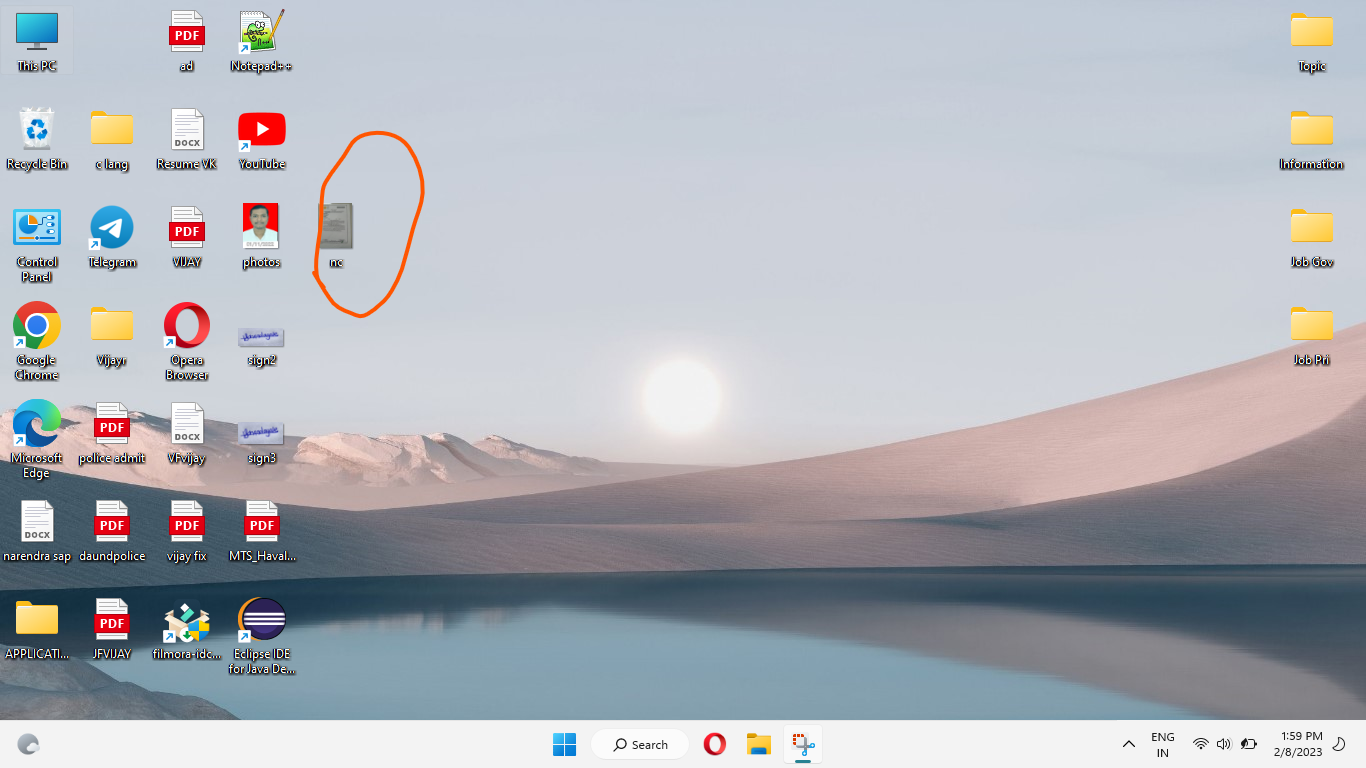 This PC
Recycle Bin
Control
Panel
Google
Chrome
Microsoft
Edge
DOCX
narendra sap
APPLICATI...
c lang
Telegram
Vijayr
PDF
police admit
PDF
daundpolice
PDF
JFVIJAY
PDF
ad
DOCX
Resume VK
PDF
VIJAY
Opera
Browser
DOCX
VFvijay
PDF
vijay fix
filmora-idc...
Notepad++
YouTube
photos
sign2
sign3
PDF
MTS_Haval...
Eclipse IDE
for Java De...
nc
Topic
Information
Job Gov
Job Pri
Search
ENG
IN
1:59 PM
2/8/2023